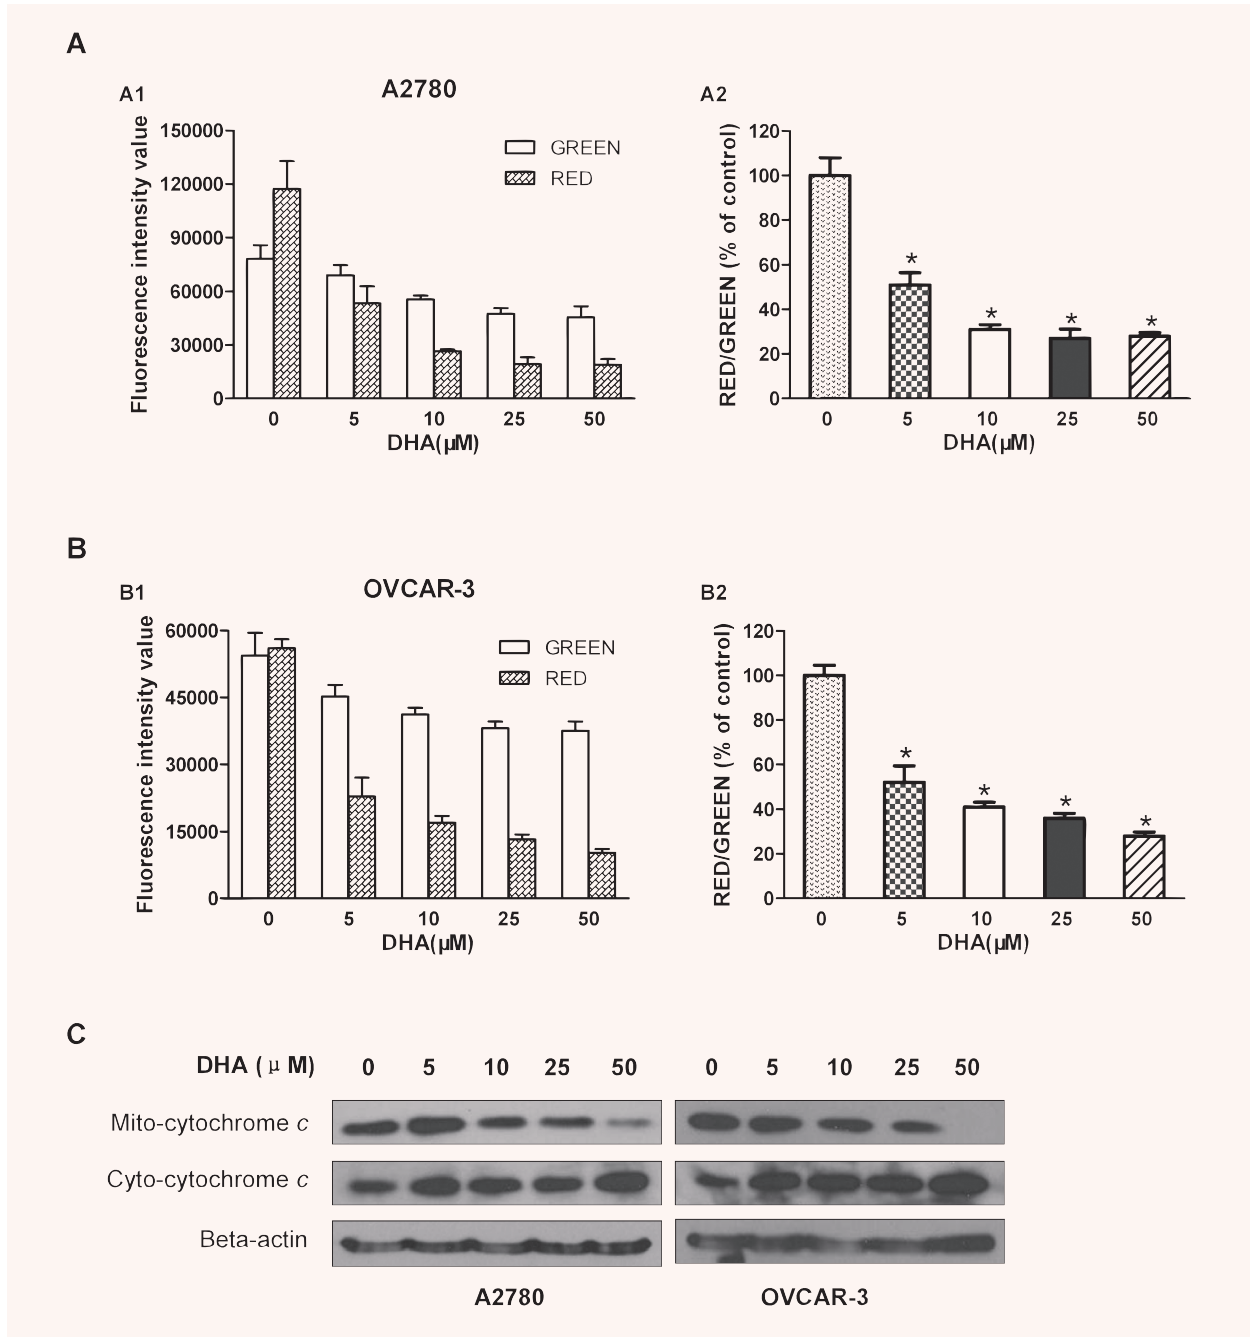 A
A1
A2780
Fluorescence intensity value
150000
120000
90000
60000
30000
0
GREEN
RED
0 5 10 25 50
DHA(µM)
A2
RED/GREEN (% of control)
120
100
80
60
40
20
0
* * * *
0 5 10 25 50
DHA(µM)
B
B1
OVCAR-3
Fluorescence intensity value
60000
45000
30000
15000
0
GREEN
RED
0 5 10 25 50
DHA(µM)
B2
RED/GREEN (% of control)
120
100
80
60
40
20
0
* * * *
0 5 10 25 50
DHA(µM)
C
DHA ( µ M) 0 5 10 25 50 0 5 10 25 50
Mito-cytochrome c
Cyto-cytochrome c
Beta-actin
A2780 OVCAR-3